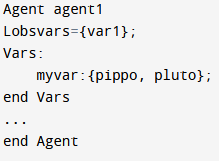 Agent agent1
Lobsvars={var1};
Vars:
    myvar:{pippo, pluto};
end Vars
...
end Agent